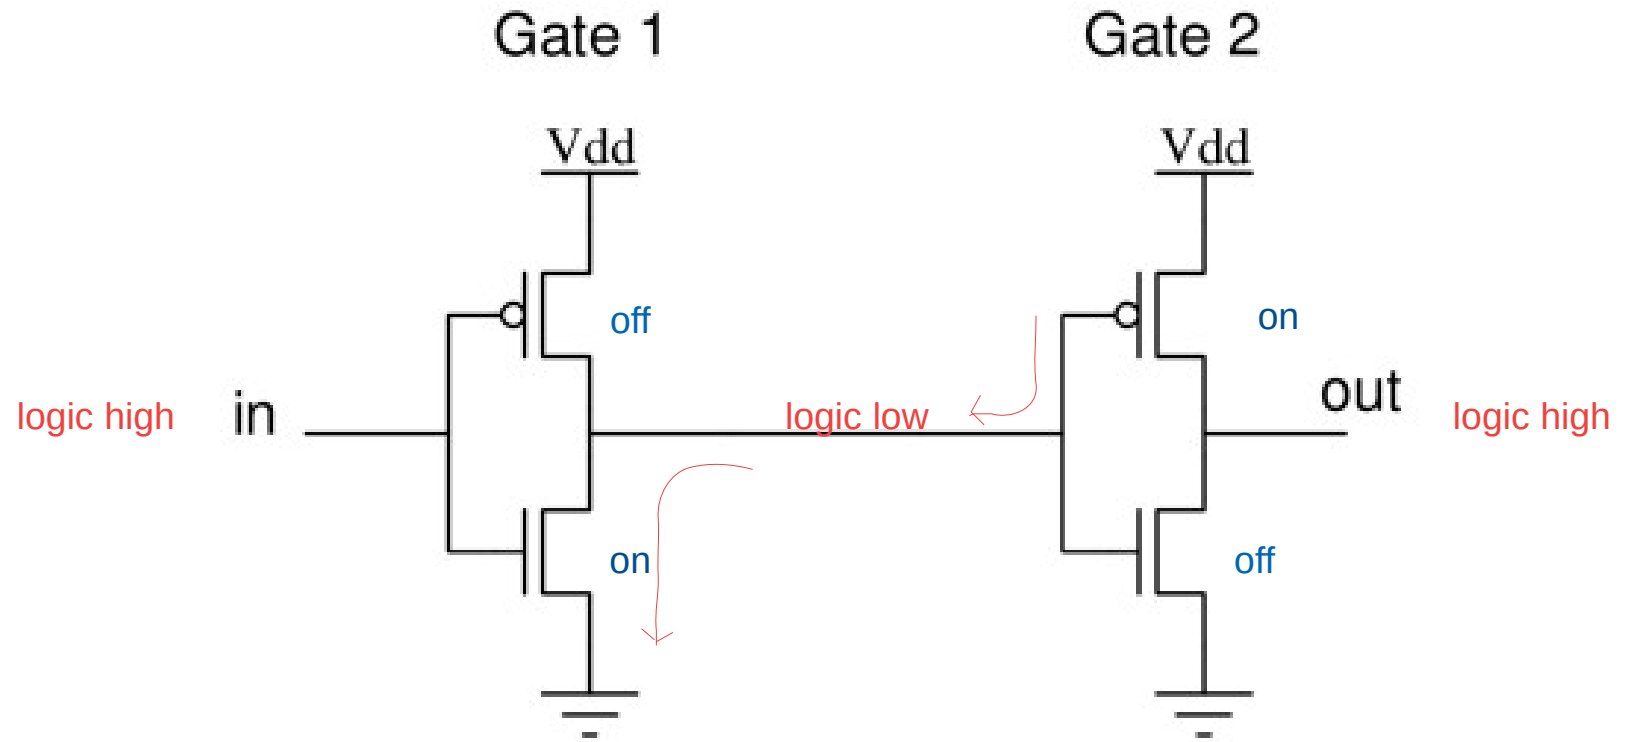 Gate 1
Gate 2
Vdd
Vdd
off
on
logic high
in
logic low
out
logic high
on
off